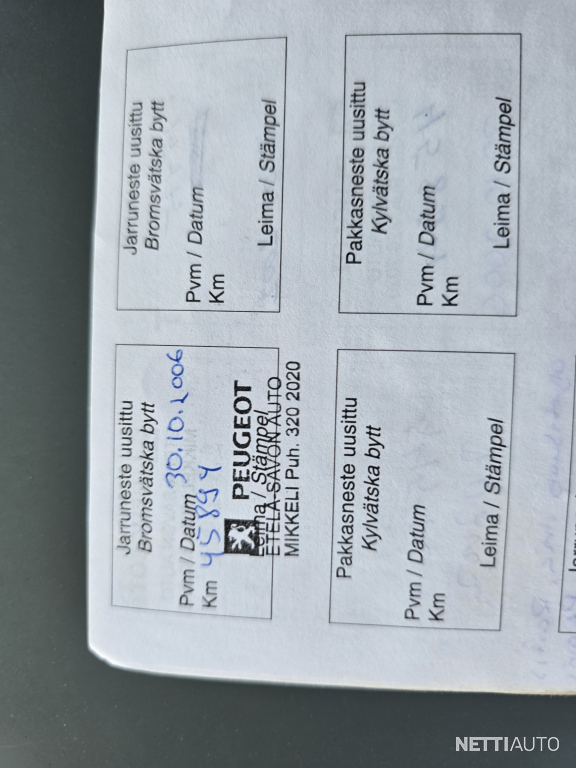 Jarruneste uusittu
Bromsvätska bytt
Pvm / Datum 30.10.2006
Km 45894
PEUGEOT
Leima / Stämpel
ETELÄ-SAVON AUTO
MIKKELI Puh. 320 2020
Jarruneste uusittu
Bromsvätska bytt
Pvm / Datum
Km
Leima / Stämpel
Pakkasneste uusittu
Kylvätska bytt
Pvm / Datum
Km
Leima / Stämpel
Pakkasneste uusittu
Kylvätska bytt
Pvm / Datum
Km
Leima / Stämpel
NETTIAUTO